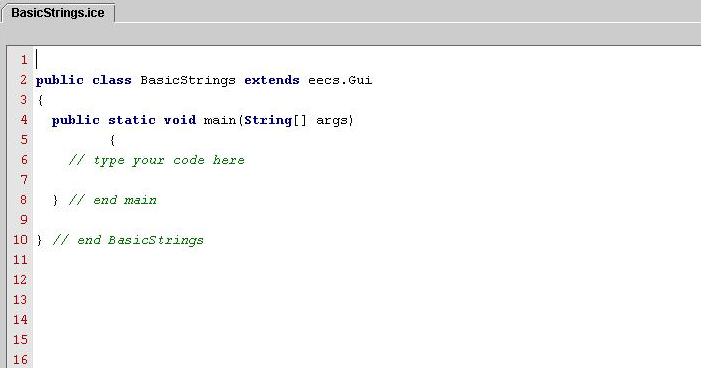 BasicStrings.ice
1
2 public class BasicStrings extends eecs.Gui
3 {
4 public static void main(String[] args)
5 {
6 // type your code here
7
8 } // end main
9
10 } // end BasicStrings
11
12
13
14
15
16